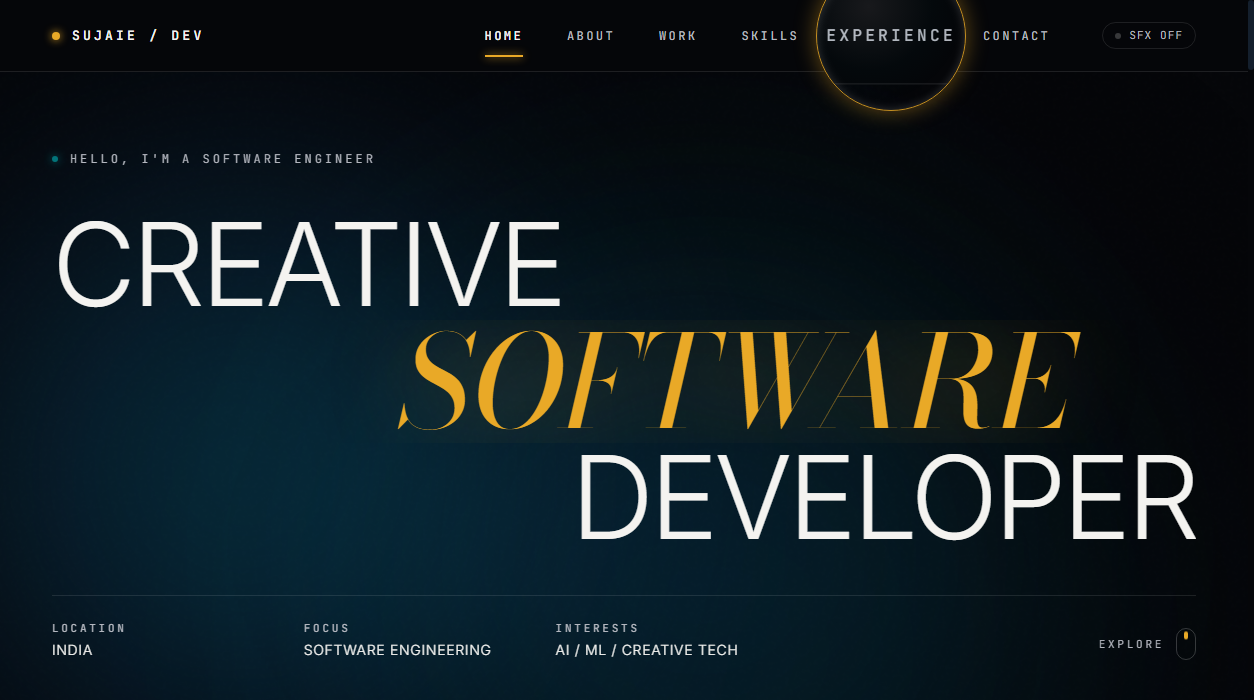 SUJAIE / DEV
HOME ABOUT WORK SKILLS EXPERIENCE CONTACT SFX OFF
HELLO, I'M A SOFTWARE ENGINEER
CREATIVE
SOFTWARE
DEVELOPER
LOCATION
INDIA
FOCUS
SOFTWARE ENGINEERING
INTERESTS
AI / ML / CREATIVE TECH
EXPLORE